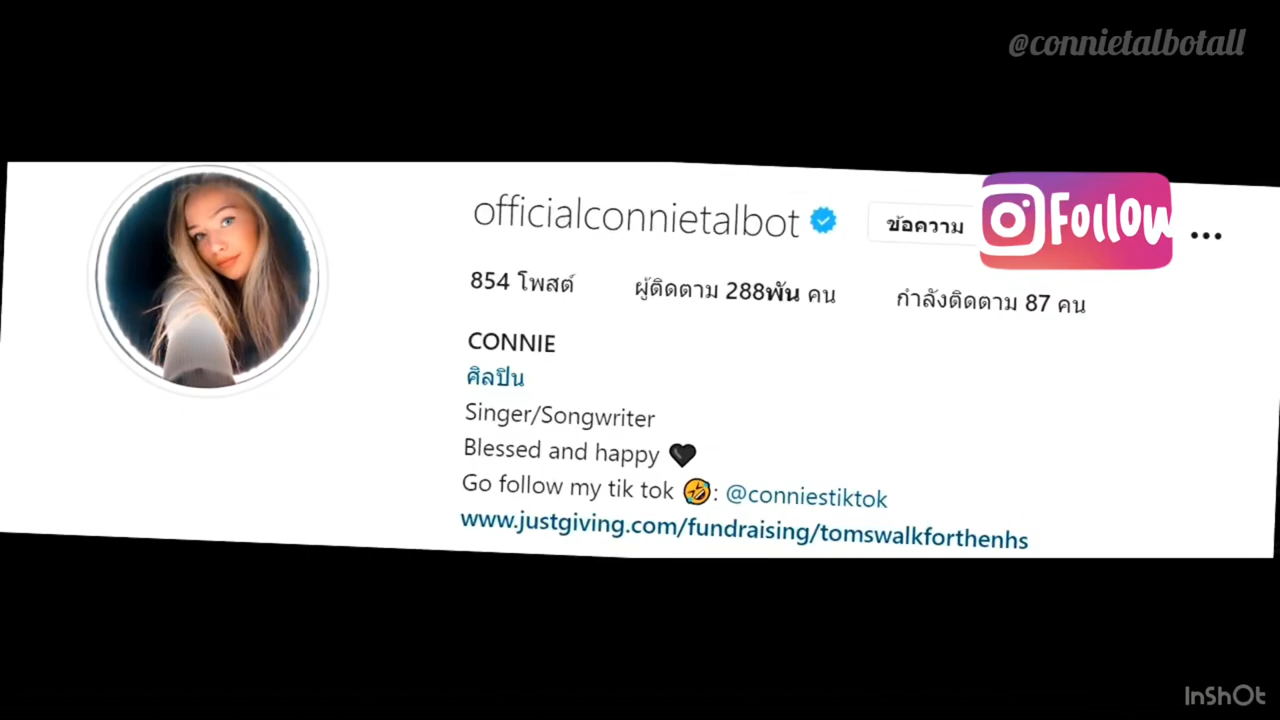 @connietalbotall
officialconnietalbot ข้อความ Follow
854 โพสต์ ผู้ติดตาม 288พัน คน กำลังติดตาม 87 คน
CONNIE
ศิลปิน
Singer/Songwriter
Blessed and happy 🖤
Go follow my tik tok 🤣: @conniestiktok
www.justgiving.com/fundraising/tomswalkforthenhs
InShOt